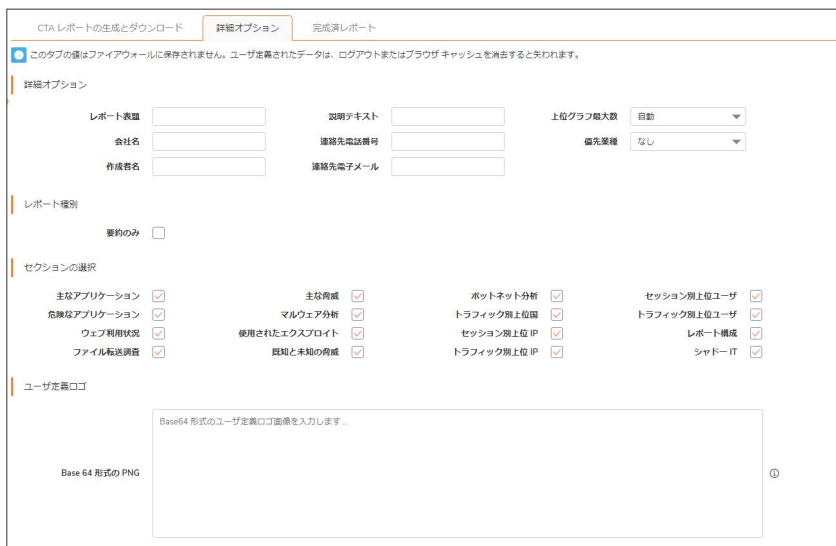 CTA レポートの生成とダウンロード 詳細オプション 完成済レポート
このタブの値はファイアウォールに保存されません。ユーザ定義されたデータは、ログアウトまたはブラウザ キャッシュを消去すると失われます。
詳細オプション
レポート表題 説明テキスト 上位グラフ最大数 自動
会社名 連絡先電話番号 優先業種 なし
作成者名 連絡先電子メール
レポート種別
要約のみ
セクションの選択
主なアプリケーション 主な脅威 ボットネット分析 セッション別上位ユーザ
危険なアプリケーション マルウェア分析 トラフィック別上位国 トラフィック別上位ユーザ
ウェブ利用状況 使用されたエクスプロイト セッション別上位 IP レポート構成
ファイル転送調査 既知と未知の脅威 トラフィック別上位 IP シャドー IT
ユーザ定義ロゴ
Base64 形式のユーザ定義ロゴ画像を入力します...
Base 64 形式の PNG